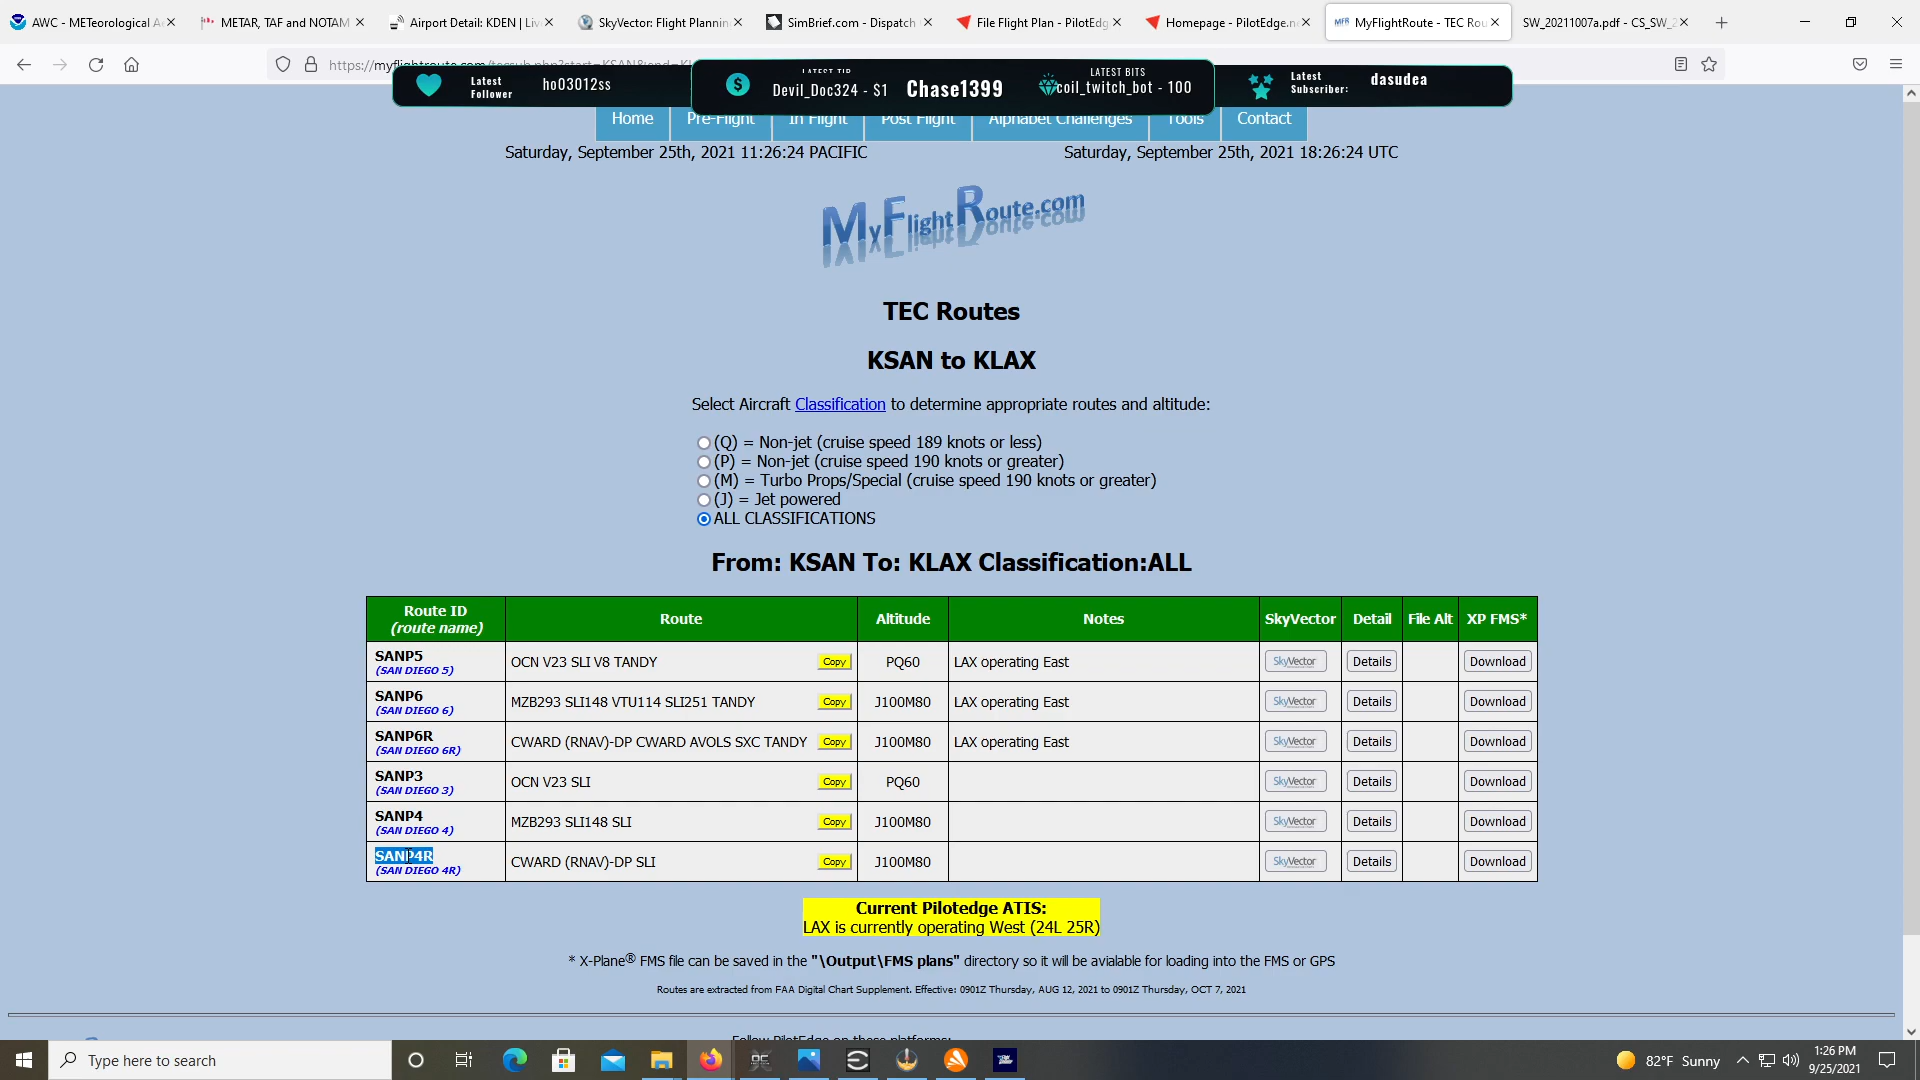 AWC - METeorological Ae
METAR, TAF and NOTAM
Airport Detail: KDEN | Live
SkyVector: Flight Planning
SimBrief.com - Dispatch
File Flight Plan - PilotEdge
Homepage - PilotEdge.ne
MyFlightRoute - TEC Rou
SW_20211007a.pdf - CS_SW_2
Latest Follower
ho03012ss
LATEST TIP
Devil_Doc324 - $1
Chase1399
LATEST BITS
coil_twitch_bot - 100
Latest Subscriber:
dasudea
Home
Pre-Flight
In Flight
Post Flight
Alphabet Challenges
Tools
Contact
Saturday, September 25th, 2021 11:26:24 PACIFIC
Saturday, September 25th, 2021 18:26:24 UTC
MyFlightRoute.com
TEC Routes
KSAN to KLAX
Select Aircraft Classification to determine appropriate routes and altitude:
(Q) = Non-jet (cruise speed 189 knots or less)
(P) = Non-jet (cruise speed 190 knots or greater)
(M) = Turbo Props/Special (cruise speed 190 knots or greater)
(J) = Jet powered
ALL CLASSIFICATIONS
From: KSAN To: KLAX Classification:ALL
Route ID (route name) Route Altitude Notes SkyVector Detail File Alt XP FMS*
SANP5 (SAN DIEGO 5) OCN V23 SLI V8 TANDY Copy PQ60 LAX operating East SkyVector Details Download
SANP6 (SAN DIEGO 6) MZB293 SLI148 VTU114 SLI251 TANDY Copy J100M80 LAX operating East SkyVector Details Download
SANP6R (SAN DIEGO 6R) CWARD (RNAV)-DP CWARD AVOLS SXC TANDY Copy J100M80 LAX operating East SkyVector Details Download
SANP3 (SAN DIEGO 3) OCN V23 SLI Copy PQ60 SkyVector Details Download
SANP4 (SAN DIEGO 4) MZB293 SLI148 SLI Copy J100M80 SkyVector Details Download
SANP4R (SAN DIEGO 4R) CWARD (RNAV)-DP SLI Copy J100M80 SkyVector Details Download
Current Pilotedge ATIS:
LAX is currently operating West (24L 25R)
* X-Plane® FMS file can be saved in the "\Output\FMS plans" directory so it will be avialable for loading into the FMS or GPS
Routes are extracted from FAA Digital Chart Supplement. Effective: 0901Z Thursday, AUG 12, 2021 to 0901Z Thursday, OCT 7, 2021
Follow PilotEdge on these platforms:
Type here to search
82°F Sunny
1:26 PM
9/25/2021